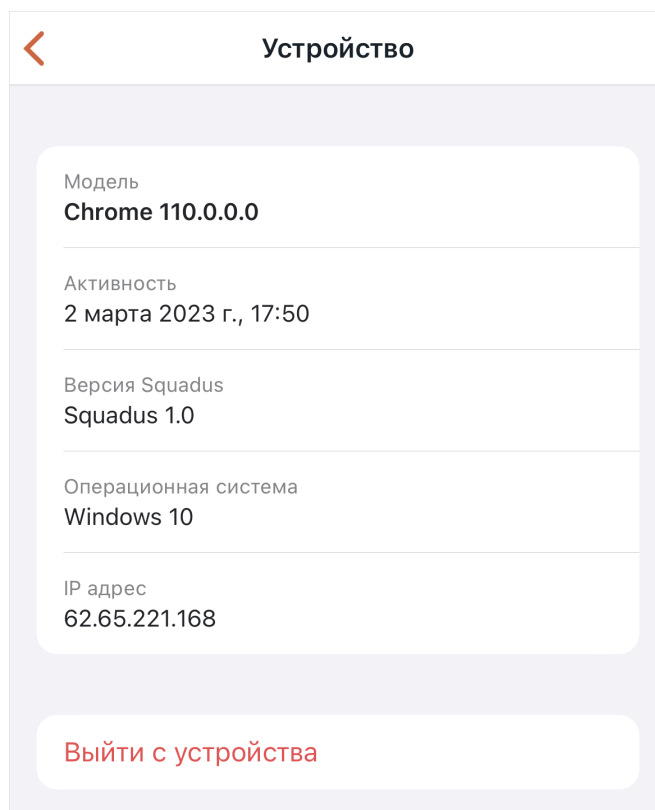 Устройство
Модель
Chrome 110.0.0.0
Активность
2 марта 2023 г., 17:50
Версия Squadus
Squadus 1.0
Операционная система
Windows 10
IP адрес
62.65.221.168
Выйти с устройства